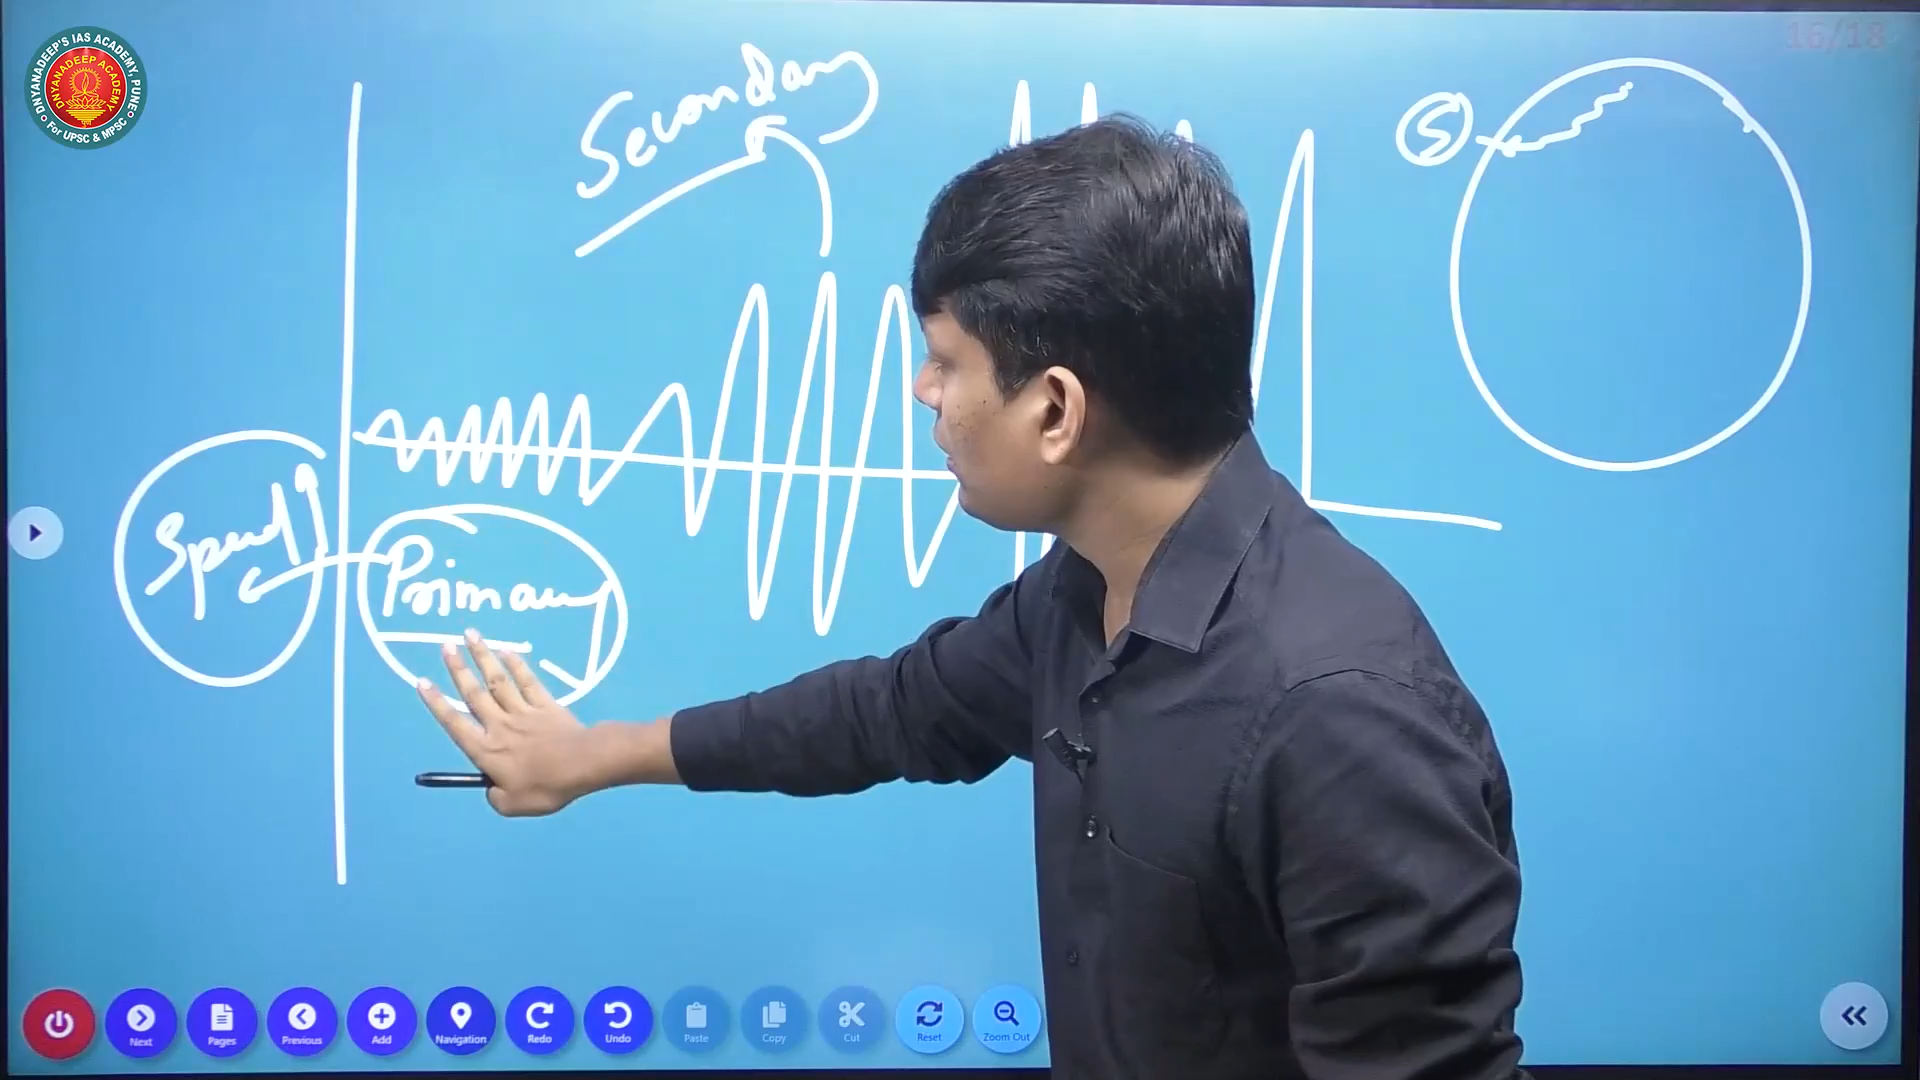 DNYANADEEP'S IAS ACADEMY, PUNE
DNYANADEEP ACADEMY
For UPSC & MPSC
16/18
Secondary
S
Speed
Primary
Next
Pages
Previous
Add
Navigation
Redo
Undo
Paste
Copy
Cut
Reset
Zoom Out